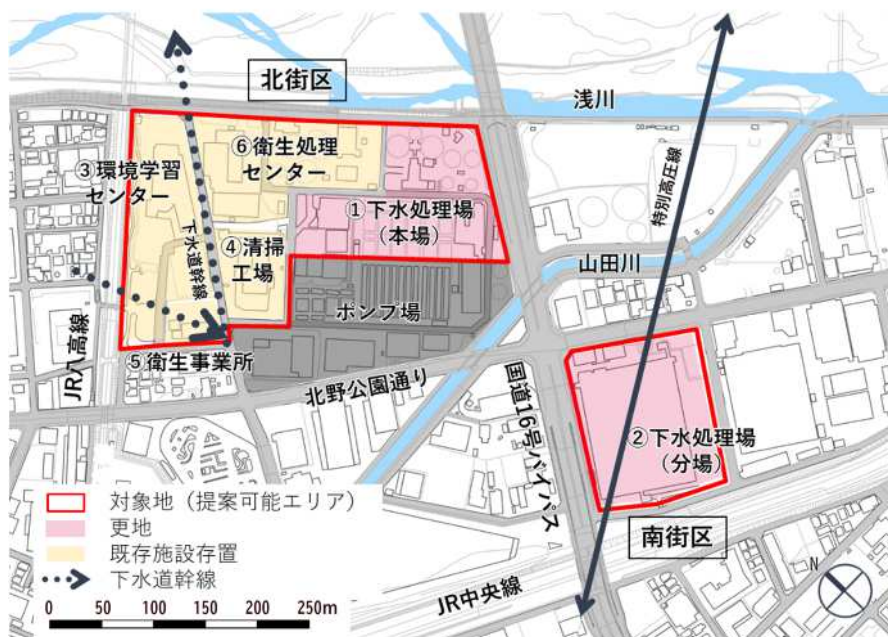 北街区
浅川
⑥衛生処理
センター
③環境学習
センター
①下水処理場
(本場)
特別高圧線
下水道幹線
④清掃
工場
山田川
ポンプ場
JR八高線
⑤衛生事業所
北野公園通り
国道16号バイパス
②下水処理場
(分場)
対象地(提案可能エリア)
更地
既存施設存置
下水道幹線
南街区
JR中央線
N
0 50 100 150 200 250m